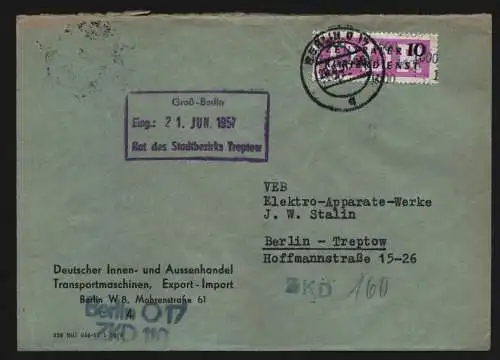 BERLIN O 17
10
Groß-Berlin
Eing.: 21. JUN. 1957
Rat des Stadtbezirks Treptow
VEB
Elektro-Apparate-Werke
J. W. Stalin
Berlin - Treptow
Hoffmannstraße 15-26
ZKD 160
Deutscher Innen- und Aussenhandel
Transportmaschinen, Export-Import
Berlin W 8, Mohrenstraße 61
Berlin O 17
ZKD 110